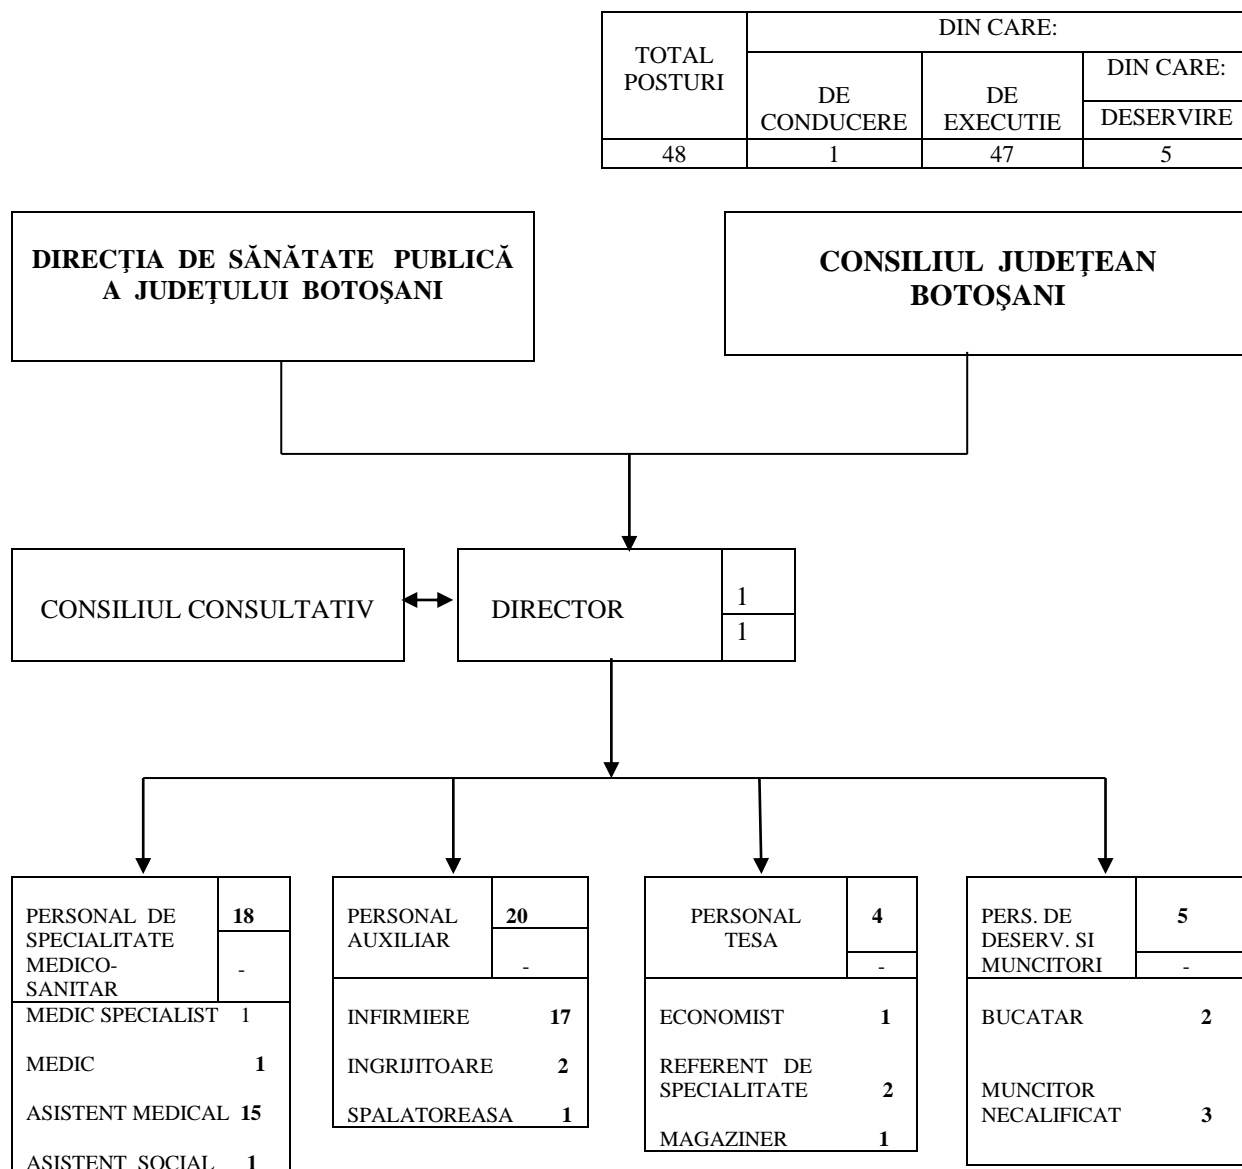 TOTAL POSTURI
DIN CARE:
DE CONDUCERE
DE EXECUTIE
DIN CARE:
DESERVIRE
48 1 47 5
DIRECŢIA DE SĂNĂTATE PUBLICĂ
A JUDEŢULUI BOTOŞANI
CONSILIUL JUDEŢEAN
BOTOŞANI
CONSILIUL CONSULTATIV
DIRECTOR
1
1
PERSONAL DE
SPECIALITATE
MEDICO-
SANITAR
18
-
MEDIC SPECIALIST 1
MEDIC 1
ASISTENT MEDICAL 15
ASISTENT SOCIAL 1
PERSONAL
AUXILIAR
20
-
INFIRMIERE 17
INGRIJITOARE 2
SPALATOREASA 1
PERSONAL
TESA
4
-
ECONOMIST 1
REFERENT DE
SPECIALITATE 2
MAGAZINER 1
PERS. DE
DESERV. SI
MUNCITORI
5
-
BUCATAR 2
MUNCITOR
NECALIFICAT 3